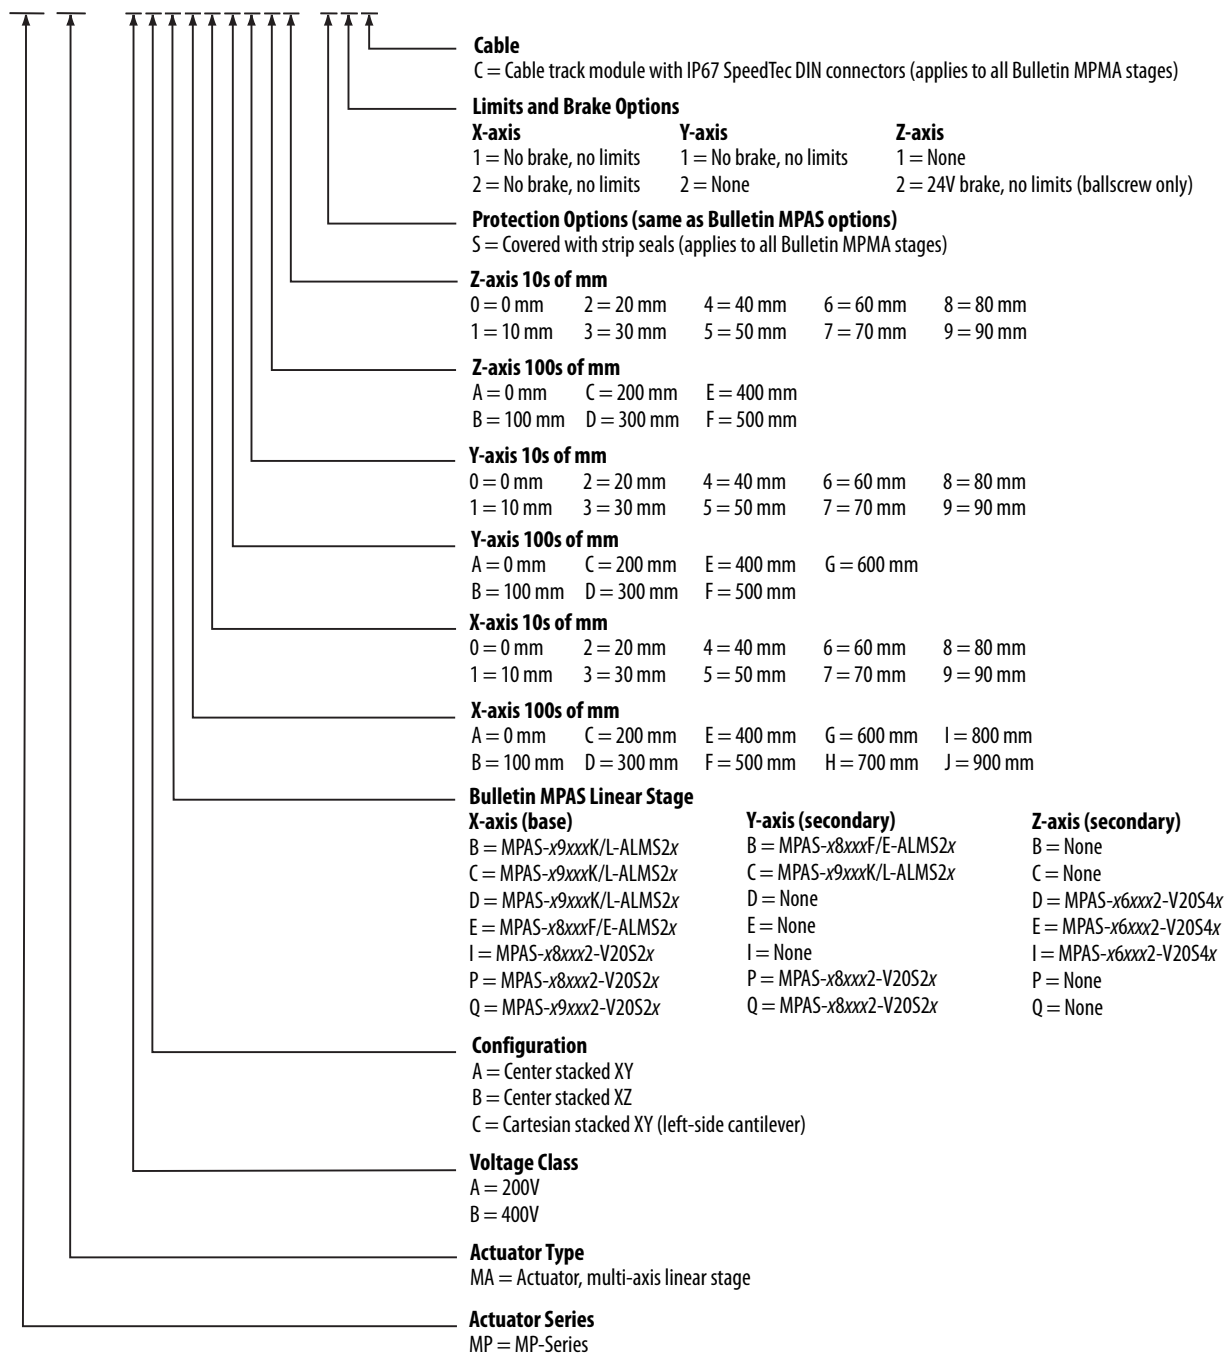 Cable
C = Cable track module with IP67 SpeedTec DIN connectors (applies to all Bulletin MPMA stages)
Limits and Brake Options
X-axis Y-axis Z-axis
1 = No brake, no limits 1 = No brake, no limits 1 = None
2 = No brake, no limits 2 = None 2 = 24V brake, no limits (ballscrew only)
Protection Options (same as Bulletin MPAS options)
S = Covered with strip seals (applies to all Bulletin MPMA stages)
Z-axis 10s of mm
0 = 0 mm 2 = 20 mm 4 = 40 mm 6 = 60 mm 8 = 80 mm
1 = 10 mm 3 = 30 mm 5 = 50 mm 7 = 70 mm 9 = 90 mm
Z-axis 100s of mm
A = 0 mm C = 200 mm E = 400 mm
B = 100 mm D = 300 mm F = 500 mm
Y-axis 10s of mm
0 = 0 mm 2 = 20 mm 4 = 40 mm 6 = 60 mm 8 = 80 mm
1 = 10 mm 3 = 30 mm 5 = 50 mm 7 = 70 mm 9 = 90 mm
Y-axis 100s of mm
A = 0 mm C = 200 mm E = 400 mm G = 600 mm
B = 100 mm D = 300 mm F = 500 mm
X-axis 10s of mm
0 = 0 mm 2 = 20 mm 4 = 40 mm 6 = 60 mm 8 = 80 mm
1 = 10 mm 3 = 30 mm 5 = 50 mm 7 = 70 mm 9 = 90 mm
X-axis 100s of mm
A = 0 mm C = 200 mm E = 400 mm G = 600 mm I = 800 mm
B = 100 mm D = 300 mm F = 500 mm H = 700 mm J = 900 mm
Bulletin MPAS Linear Stage
X-axis (base) Y-axis (secondary) Z-axis (secondary)
B = MPAS-x9xxxK/L-ALMS2x B = MPAS-x8xxxF/E-ALMS2x B = None
C = MPAS-x9xxxK/L-ALMS2x C = MPAS-x9xxxK/L-ALMS2x C = None
D = MPAS-x9xxxK/L-ALMS2x D = None D = MPAS-x6xxx2-V20S4x
E = MPAS-x8xxxF/E-ALMS2x E = None E = MPAS-x6xxx2-V20S4x
I = MPAS-x8xxx2-V20S2x I = None I = MPAS-x6xxx2-V20S4x
P = MPAS-x8xxx2-V20S2x P = MPAS-x8xxx2-V20S2x P = None
Q = MPAS-x9xxx2-V20S2x Q = MPAS-x8xxx2-V20S2x Q = None
Configuration
A = Center stacked XY
B = Center stacked XZ
C = Cartesian stacked XY (left-side cantilever)
Voltage Class
A = 200V
B = 400V
Actuator Type
MA = Actuator, multi-axis linear stage
Actuator Series
MP = MP-Series